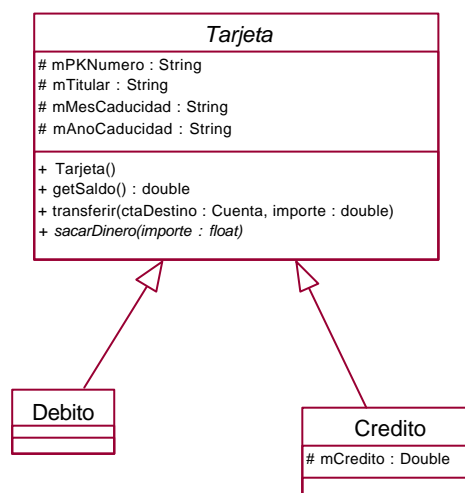 Tarjeta
# mPKNumero : String
# mTitular : String
# mMesCaducidad : String
# mAnoCaducidad : String
+ Tarjeta()
+ getSaldo() : double
+ transferir(ctaDestino : Cuenta, importe : double)
+ sacarDinero(importe : float)
Debito
Credito
# mCredito : Double